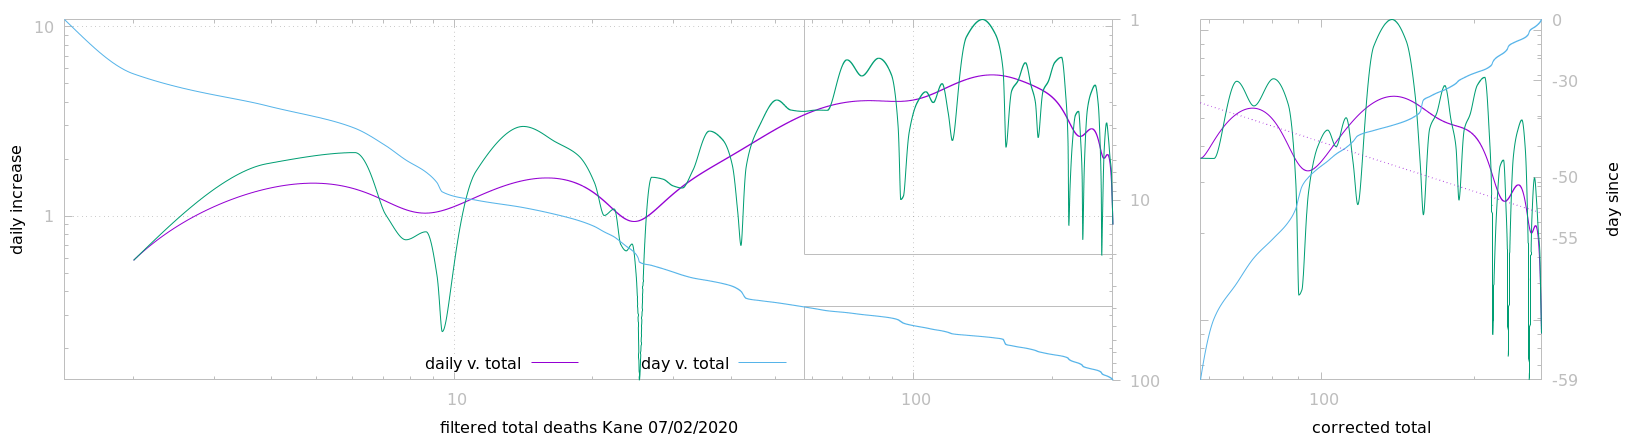 10
1
daily increase
daily v. total
day v. total
10
100
filtered total deaths Kane 07/02/2020
1
10
100
0
-30
-50
-55
-59
day since
100
corrected total